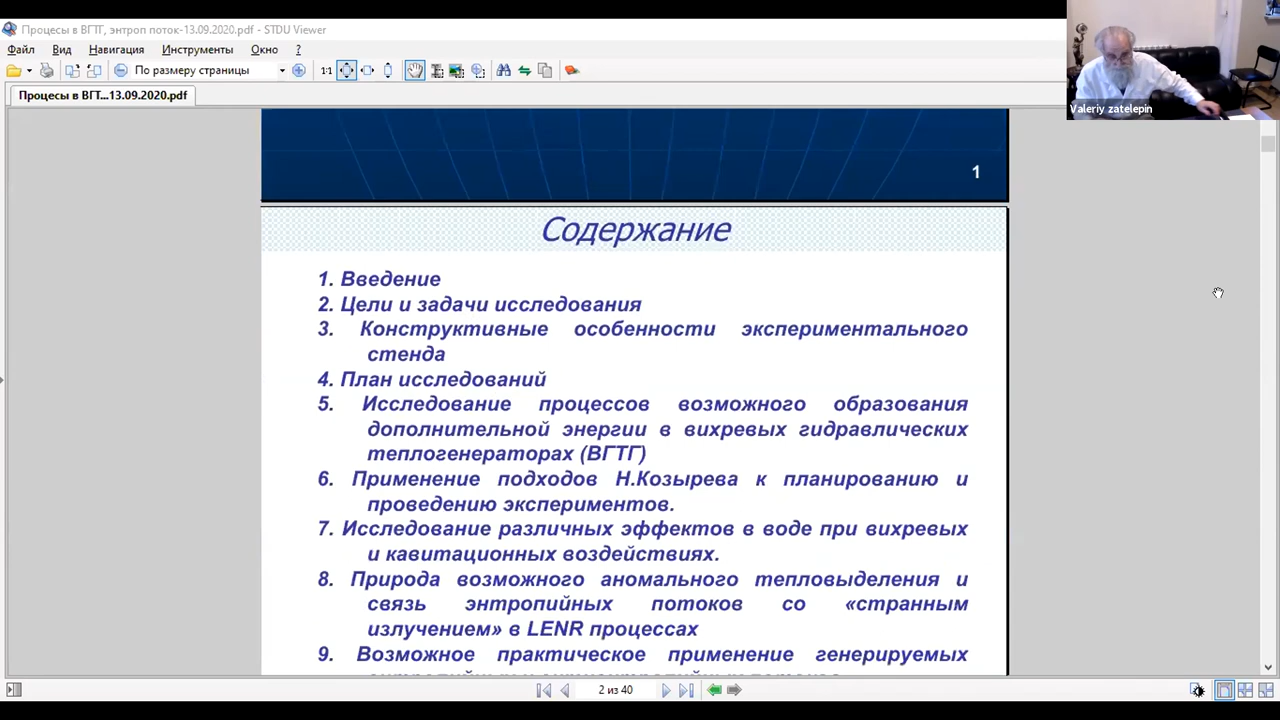 Процесы в ВГТГ, энтроп поток-13.09.2020.pdf - STDU Viewer
Файл Вид Навигация Инструменты Окно ?
По размеру страницы 1:1
Процесы в ВГТ...13.09.2020.pdf
Valeriy zatelepin
1
Содержание
1. Введение
2. Цели и задачи исследования
3. Конструктивные особенности экспериментального
стенда
4. План исследований
5. Исследование процессов возможного образования
дополнительной энергии в вихревых гидравлических
теплогенераторах (ВГТГ)
6. Применение подходов Н.Козырева к планированию и
проведению экспериментов.
7. Исследование различных эффектов в воде при вихревых
и кавитационных воздействиях.
8. Природа возможного аномального тепловыделения и
связь энтропийных потоков со «странным
излучением» в LENR процессах
9. Возможное практическое применение генерируемых
2 из 40